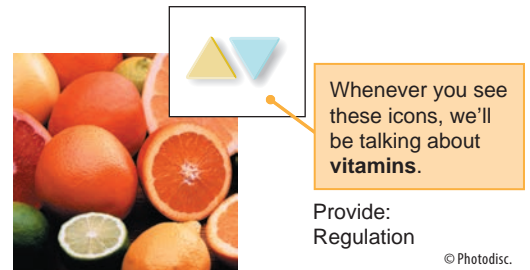 Whenever you see
these icons, we'll
be talking about
vitamins.
Provide:
Regulation
© Photodisc.